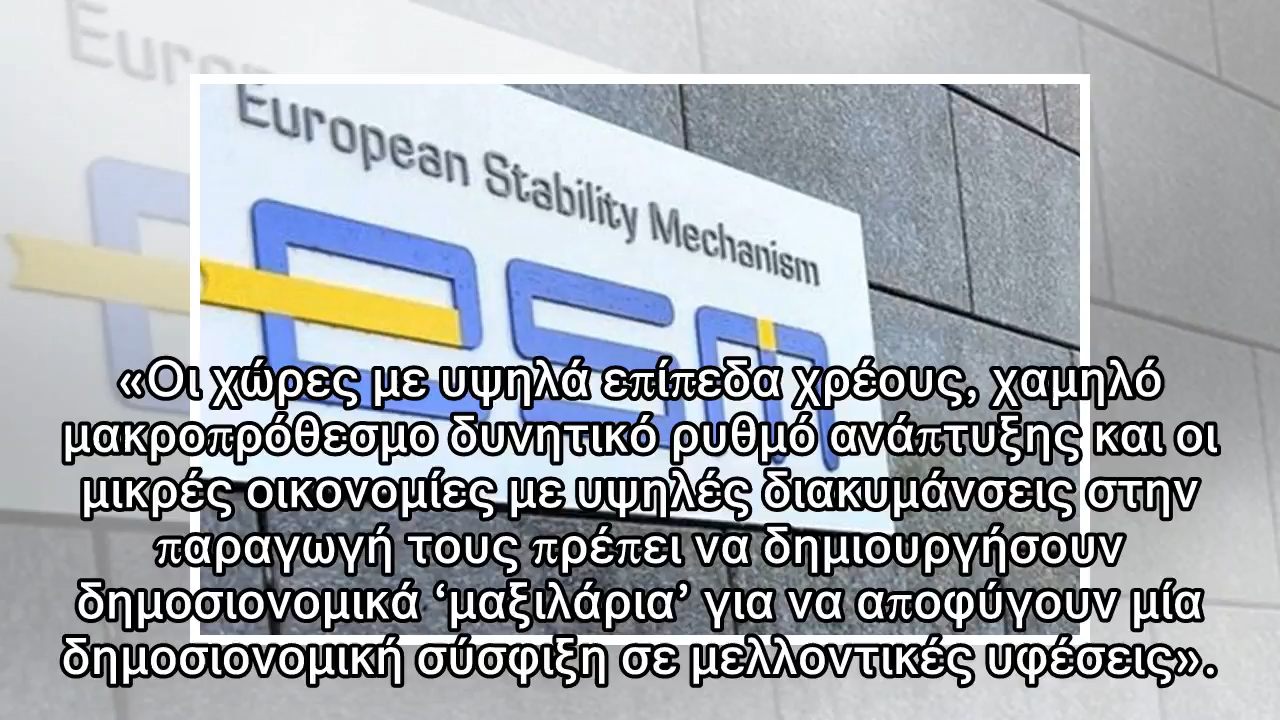 European Stability Mechanism
esm
«Οι χώρες με υψηλά επίπεδα χρέους, χαμηλό
μακροπρόθεσμο δυνητικό ρυθμό ανάπτυξης και οι
μικρές οικονομίες με υψηλές διακυμάνσεις στην
παραγωγή τους πρέπει να δημιουργήσουν
δημοσιονομικά ‘μαξιλάρια’ για να αποφύγουν μία
δημοσιονομική σύσφιξη σε μελλοντικές υφέσεις».